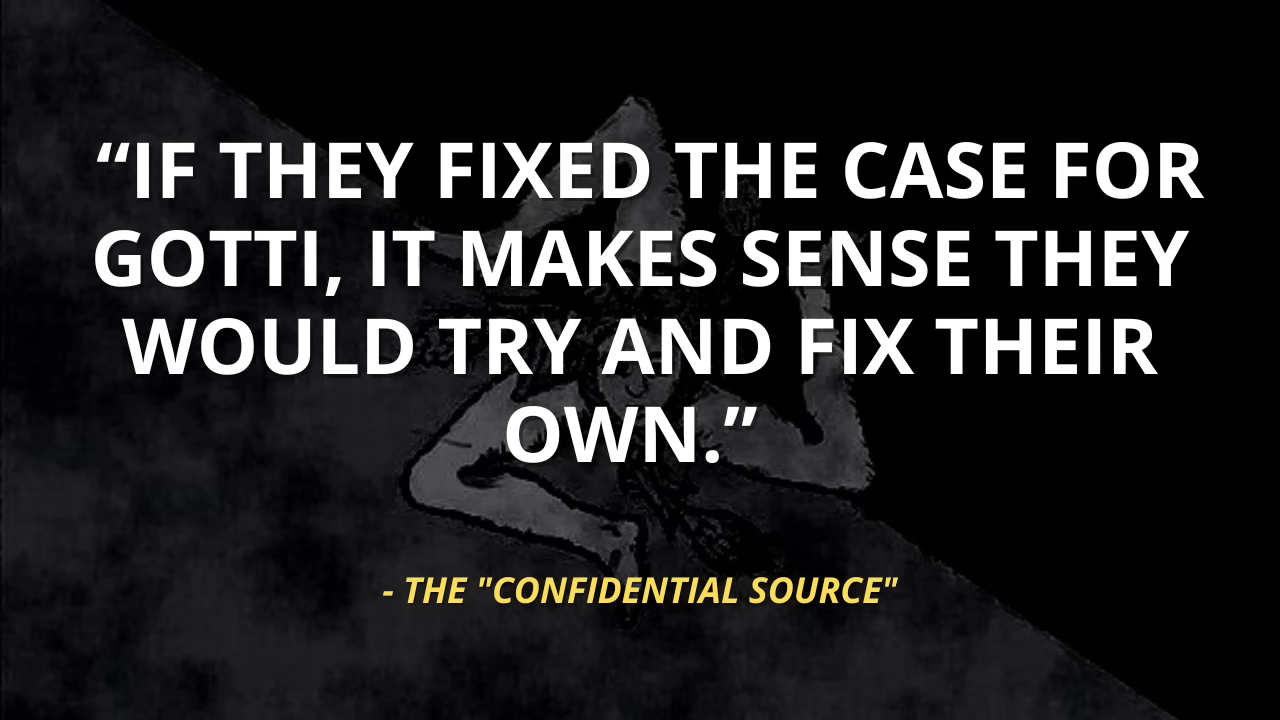 “IF THEY FIXED THE CASE FOR
GOTTI, IT MAKES SENSE THEY
WOULD TRY AND FIX THEIR
OWN.”
- THE "CONFIDENTIAL SOURCE"